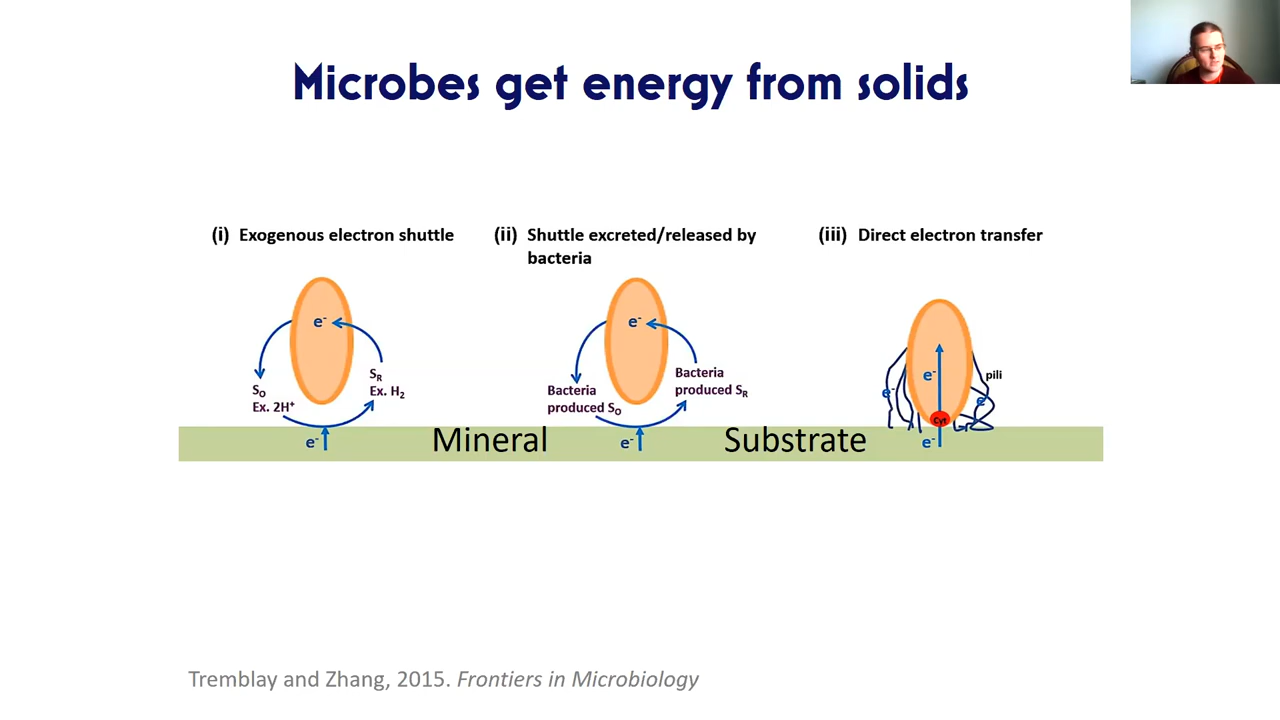 Microbes get energy from solids
(i) Exogenous electron shuttle
(ii) Shuttle excreted/released by
bacteria
(iii) Direct electron transfer
e-
S_O
Ex. 2H+
S_R
Ex. H2
e-
e-
Bacteria
produced S_O
Bacteria
produced S_R
e-
e-
e-
e-
pili
Cyt
e-
Mineral Substrate
Tremblay and Zhang, 2015. Frontiers in Microbiology